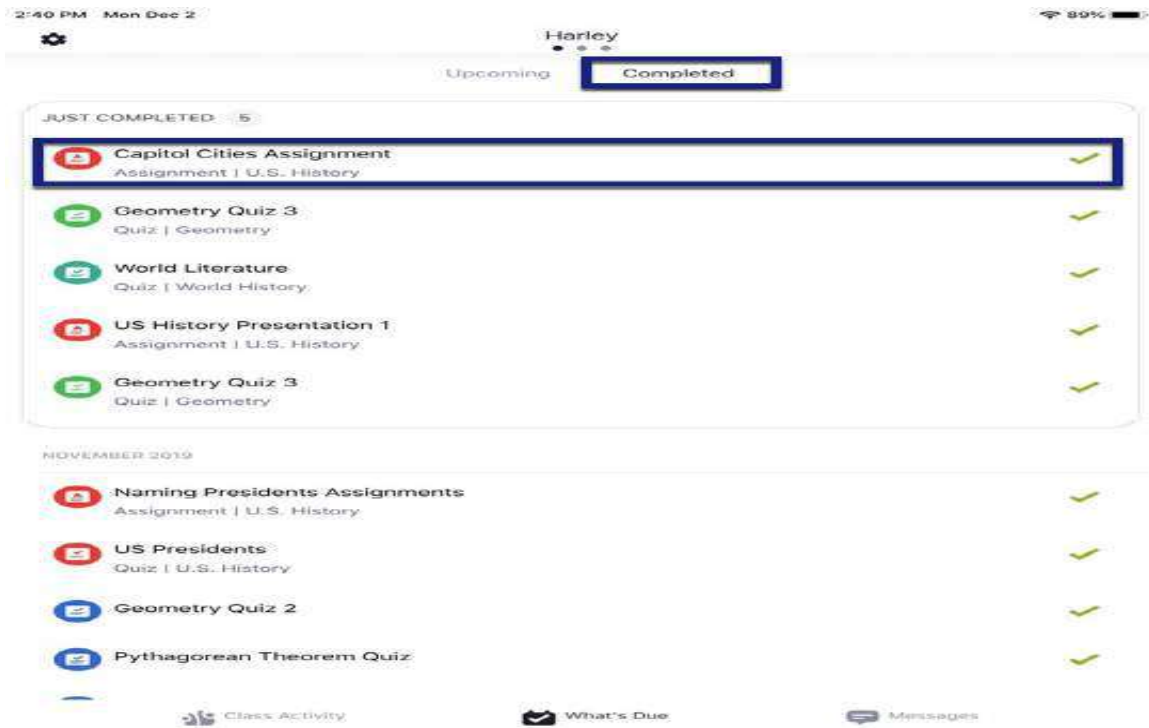 2:40 PM Mon Dec 2 89%
Harley
Upcoming Completed
JUST COMPLETED 5
Capitol Cities Assignment
Assignment | U.S. History
Geometry Quiz 3
Quiz | Geometry
World Literature
Quiz | World History
US History Presentation 1
Assignment | U.S. History
Geometry Quiz 3
Quiz | Geometry
NOVEMBER 2019
Naming Presidents Assignments
Assignment | U.S. History
US Presidents
Quiz | U.S. History
Geometry Quiz 2
Pythagorean Theorem Quiz
Class Activity What's Due Messages